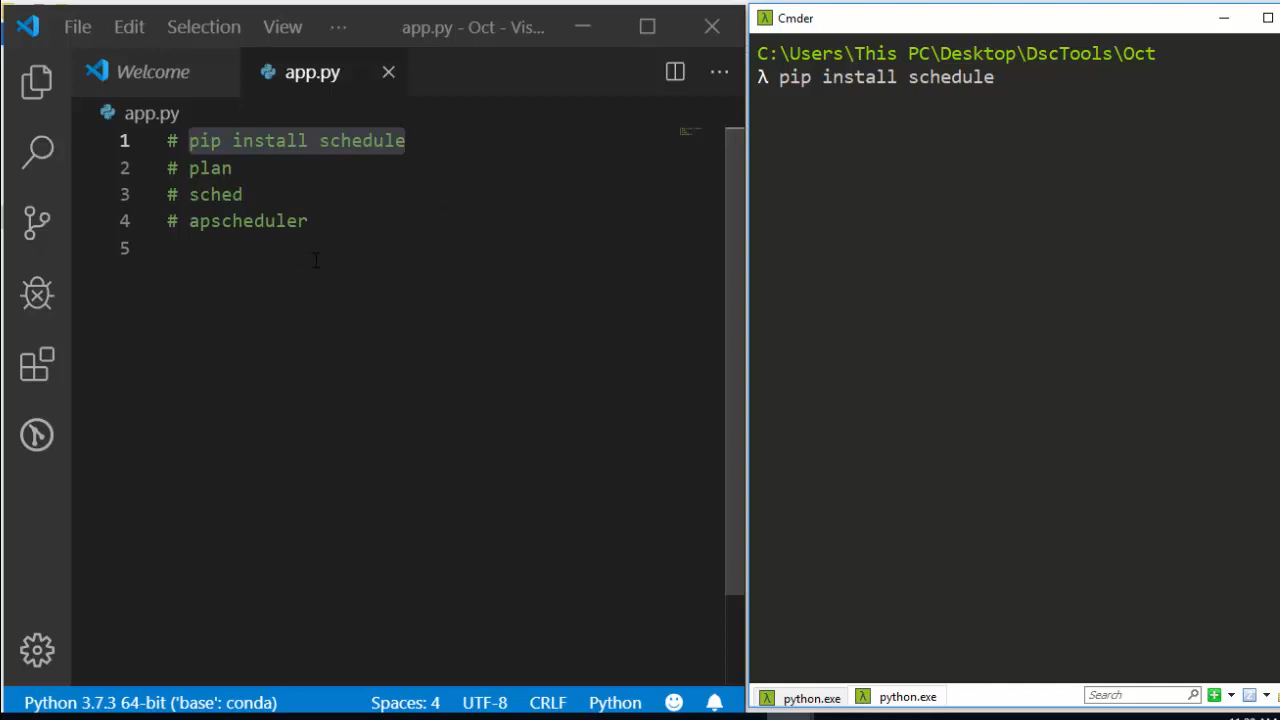 File Edit Selection View ··· app.py - Oct - Vis...
Welcome app.py
app.py
1 # pip install schedule
2 # plan
3 # sched
4 # apscheduler
5
Python 3.7.3 64-bit ('base': conda) Spaces: 4 UTF-8 CRLF Python
Cmder
C:\Users\This PC\Desktop\DscTools\Oct
λ pip install schedule
python.exe python.exe Search